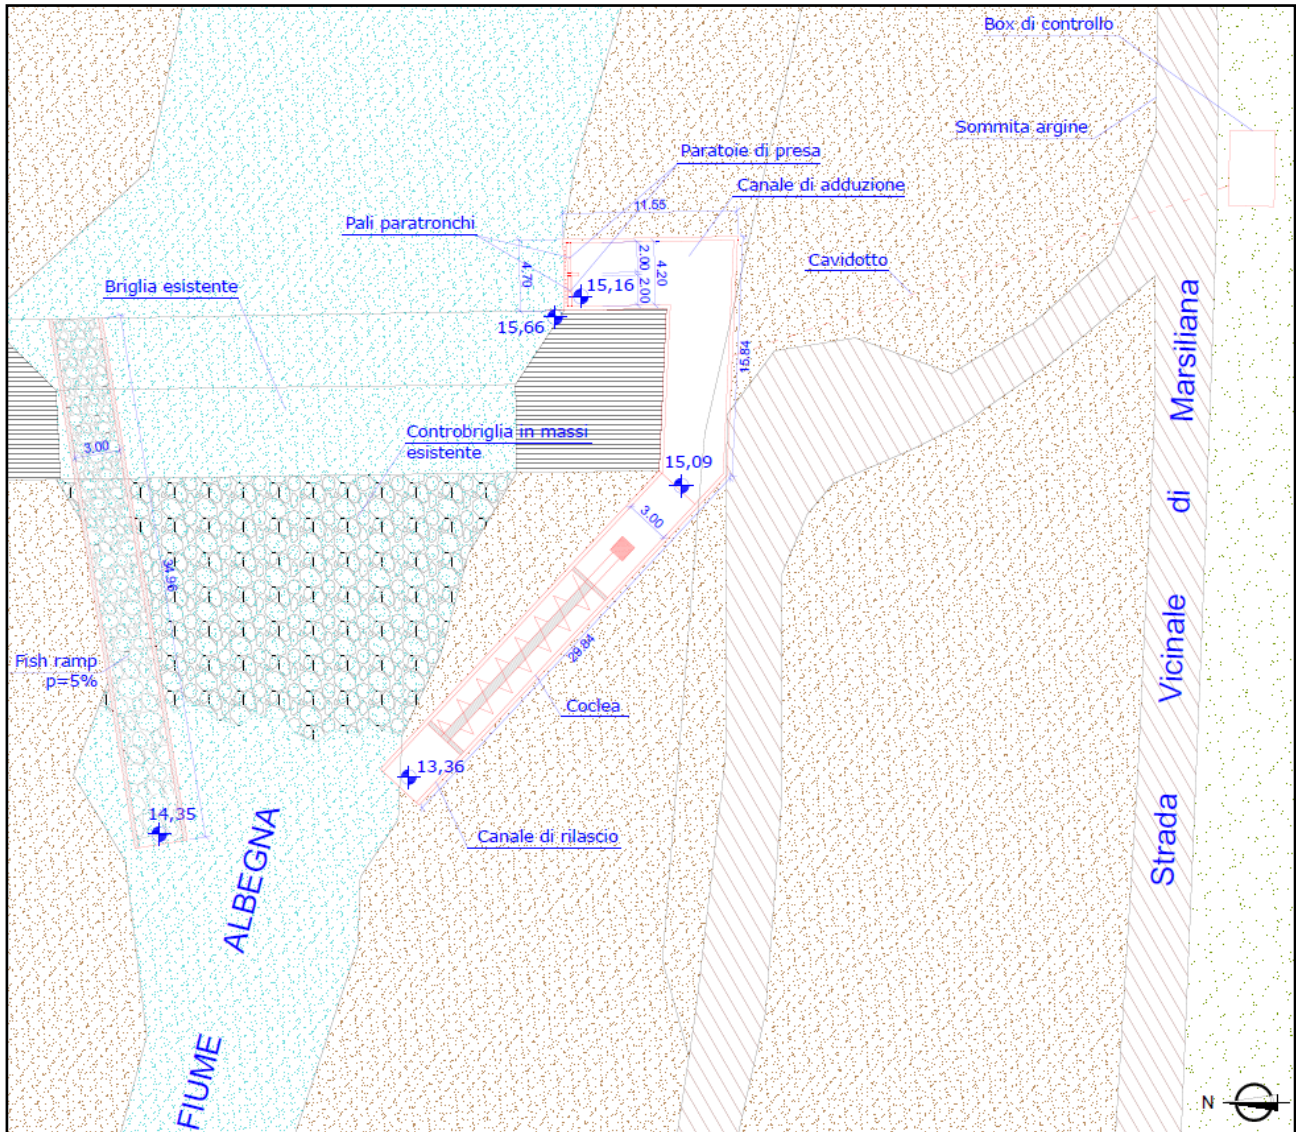 Box di controllo
Sommita argine
Paratoie di presa
Canale di adduzione
11.55
Pali paratronchi
4.70
2.00
2.00
4.20
15,16
Cavidotto
Briglia esistente
15,66
15.84
Strada Vicinale di Marsiliana
3.00
Controbriglia in massi
esistente
15,09
3.00
34.96
29.84
Fish ramp
p=5%
Coclea
13,36
14,35
Canale di rilascio
FIUME ALBEGNA
N